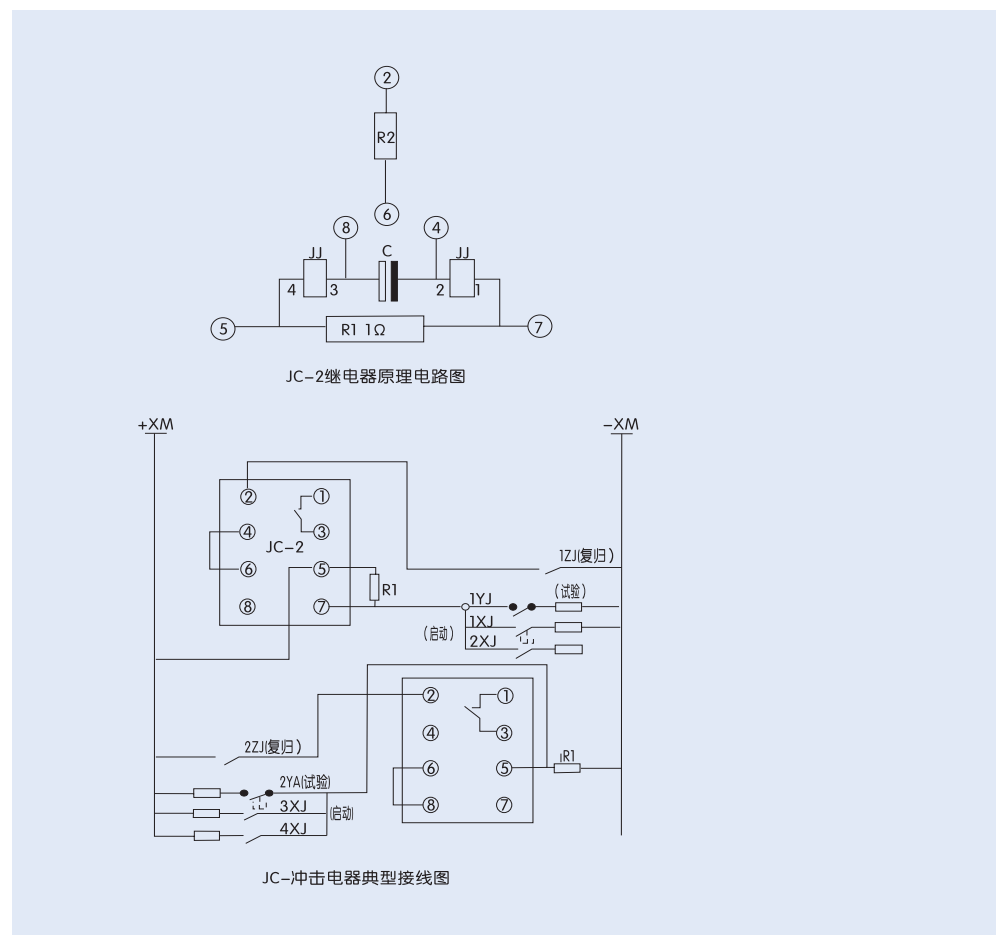 ②
R2
⑥
⑧ ④
JJ C JJ
4 3 2 1
⑤ R1 1Ω ⑦
JC-2继电器原理电路图
+XM -XM
② ①
④ ③
JC-2
1ZJ(复归)
⑥ ⑤
R1 (试验)
⑧ ⑦ 1YJ
1XJ
(启动)
2XJ
② ①
④ ③
2ZJ(复归)
R1
⑥ ⑤
2YA(试验)
3XJ (启动)
⑧ ⑦
4XJ
JC-冲击电器典型接线图